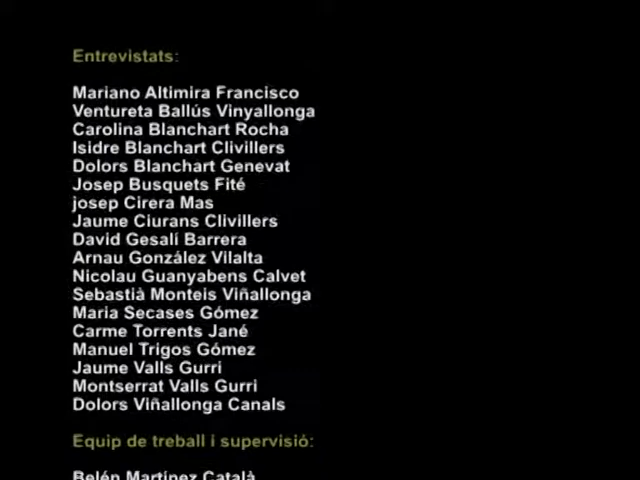 Entrevistats:
Mariano Altimira Francisco
Ventureta Ballús Vinyallonga
Carolina Blanchart Rocha
Isidre Blanchart Clivillers
Dolors Blanchart Genevat
Josep Busquets Fité
josep Cirera Mas
Jaume Ciurans Clivillers
David Gesalí Barrera
Arnau González Vilalta
Nicolau Guanyabens Calvet
Sebastià Monteis Viñallonga
Maria Secases Gómez
Carme Torrents Jané
Manuel Trigos Gómez
Jaume Valls Gurri
Montserrat Valls Gurri
Dolors Viñallonga Canals
Equip de treball i supervisió:
Belén Martínez Català